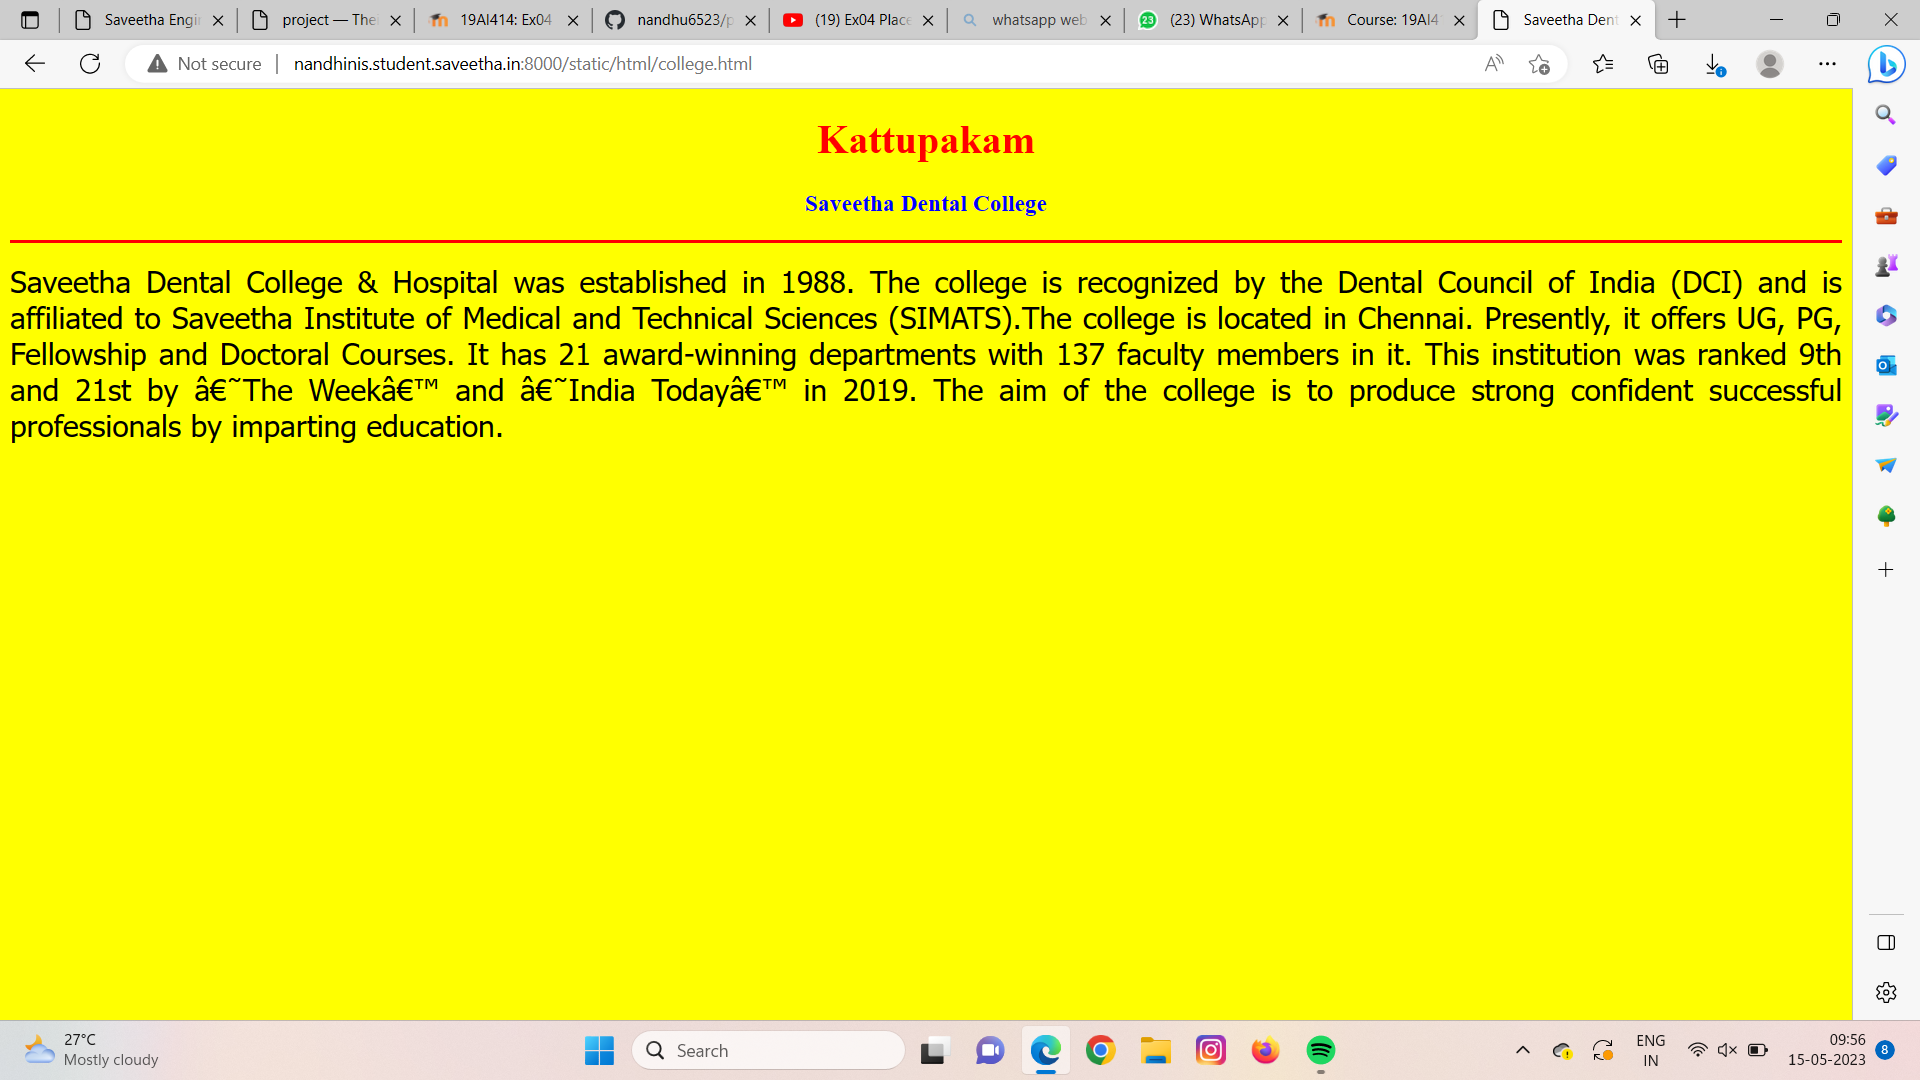 Saveetha Engi
project — The
19AI414: Ex04
nandhu6523/p
(19) Ex04 Place
whatsapp web
23
(23) WhatsApp
Course: 19AI4
Saveetha Dent
Not secure
nandhinis.student.saveetha.in:8000/static/html/college.html
Kattupakam
Saveetha Dental College
Saveetha Dental College & Hospital was established in 1988. The college is recognized by the Dental Council of India (DCI) and is
affiliated to Saveetha Institute of Medical and Technical Sciences (SIMATS).The college is located in Chennai. Presently, it offers UG, PG,
Fellowship and Doctoral Courses. It has 21 award-winning departments with 137 faculty members in it. This institution was ranked 9th
and 21st by â€˜The Weekâ€™ and â€˜India Todayâ€™ in 2019. The aim of the college is to produce strong confident successful
professionals by imparting education.
27°C
Mostly cloudy
Search
ENG
IN
09:56
15-05-2023
8